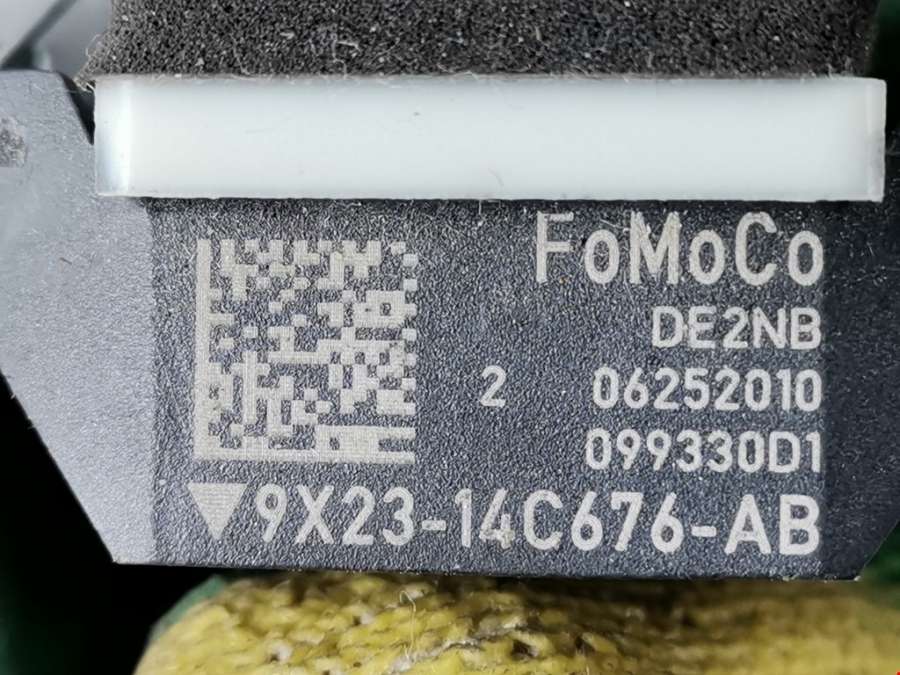 FoMoCo
DE2NB
2 06252010
099330D1
9X23-14C676-AB